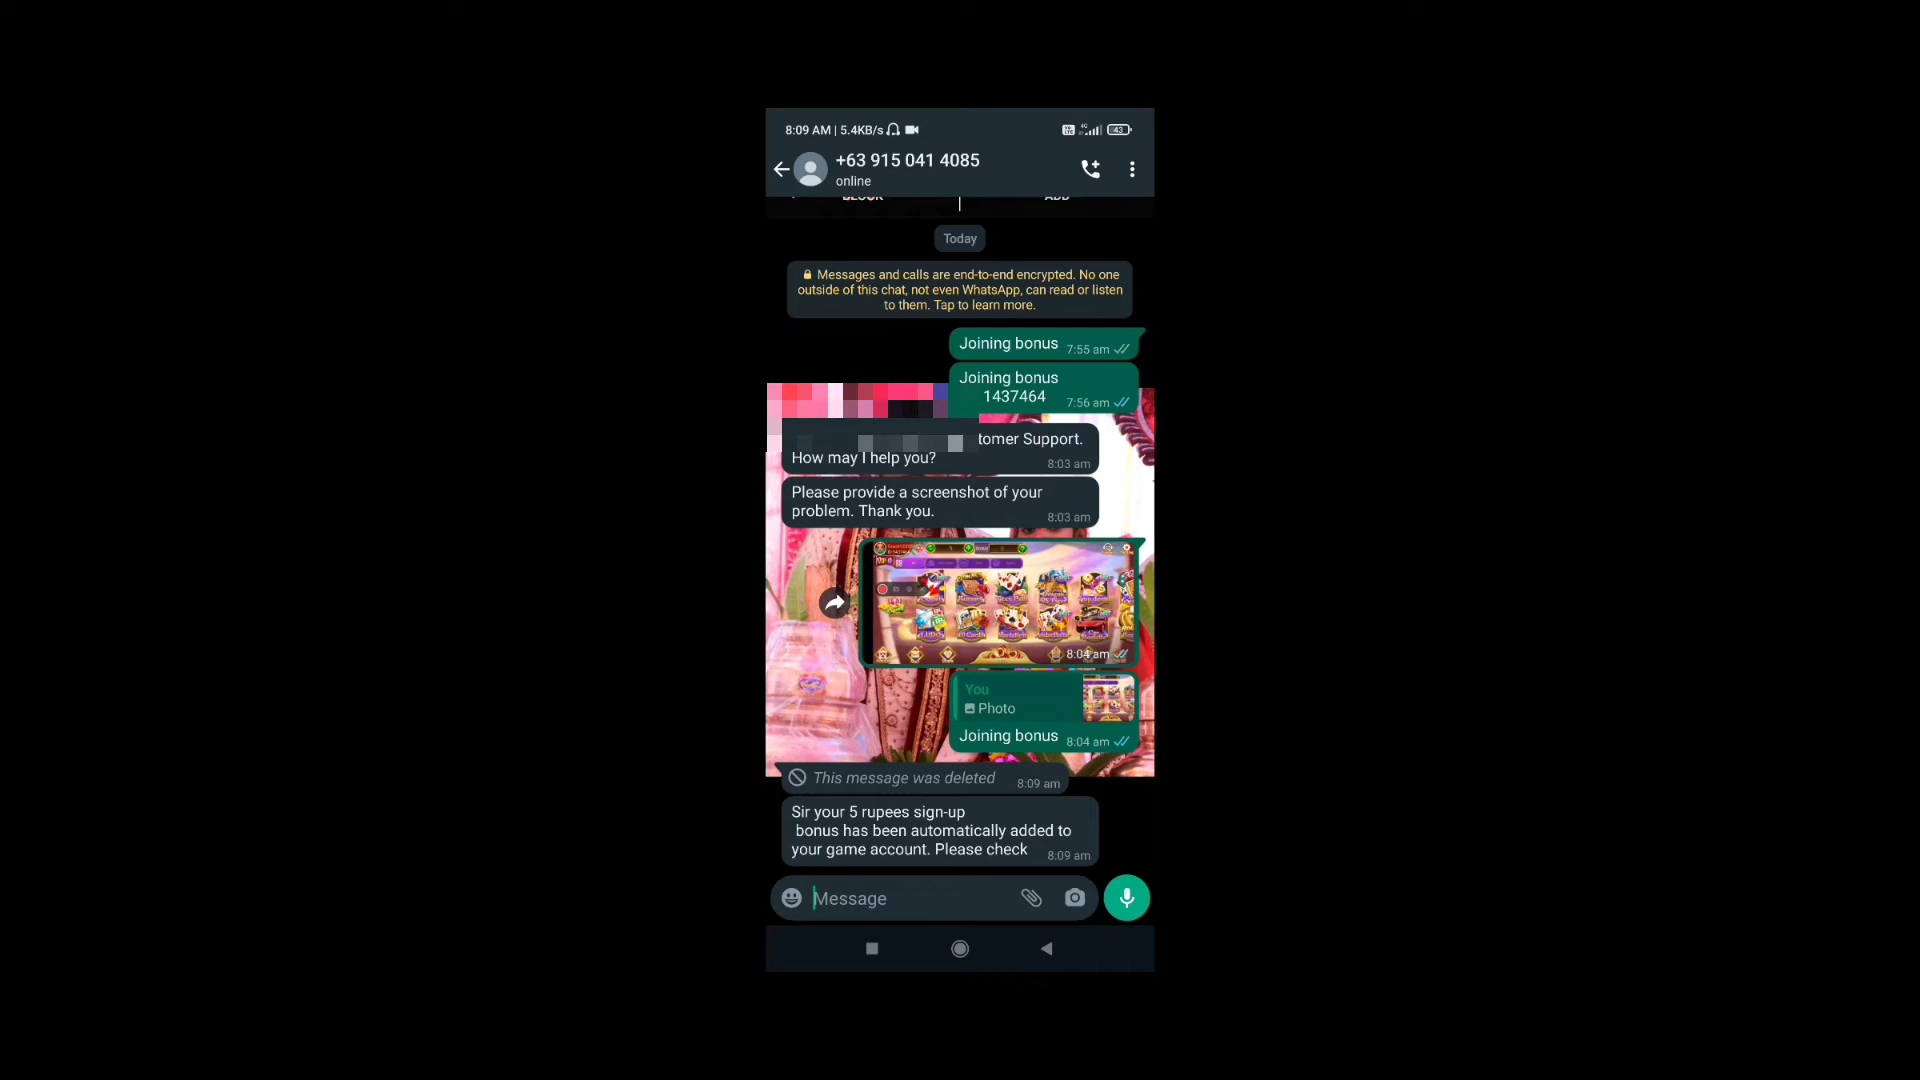 8:09 AM | 5.4KB/s
4G
43
+63 915 041 4085
online
BLOCK
ADD
Today
Messages and calls are end-to-end encrypted. No one
outside of this chat, not even WhatsApp, can read or listen
to them. Tap to learn more.
Joining bonus
7:55 am
Joining bonus
1437464
7:56 am
tomer Support.
How may I help you?
8:03 am
Please provide a screenshot of your
problem. Thank you.
8:03 am
8:04 am
You
Photo
Joining bonus
8:04 am
This message was deleted
8:09 am
Sir your 5 rupees sign-up
bonus has been automatically added to
your game account. Please check
8:09 am
Message